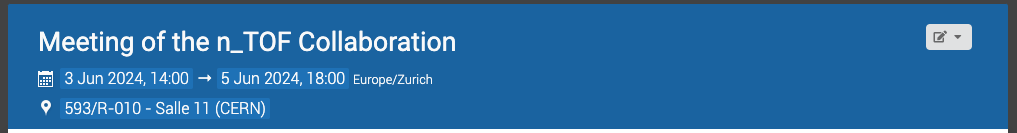 Meeting of the n_TOF Collaboration
3 Jun 2024, 14:00 → 5 Jun 2024, 18:00 Europe/Zurich
593/R-010 - Salle 11 (CERN)